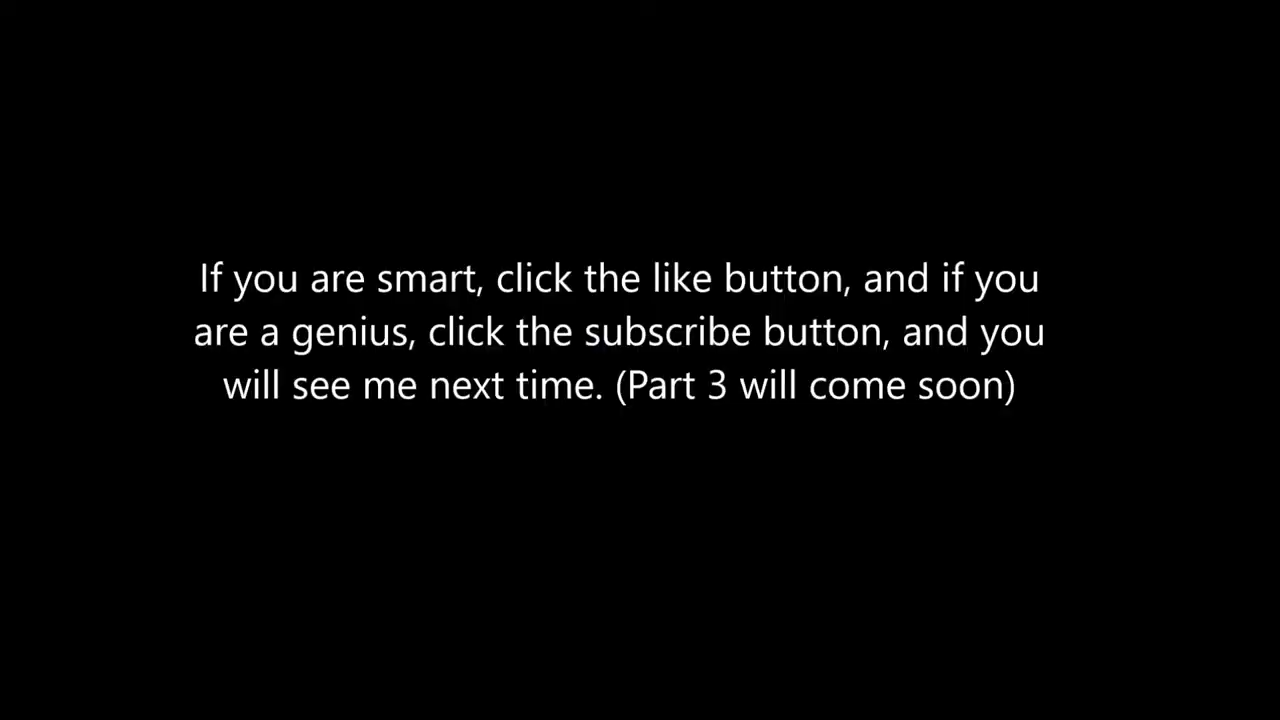 If you are smart, click the like button, and if you
are a genius, click the subscribe button, and you
will see me next time. (Part 3 will come soon)